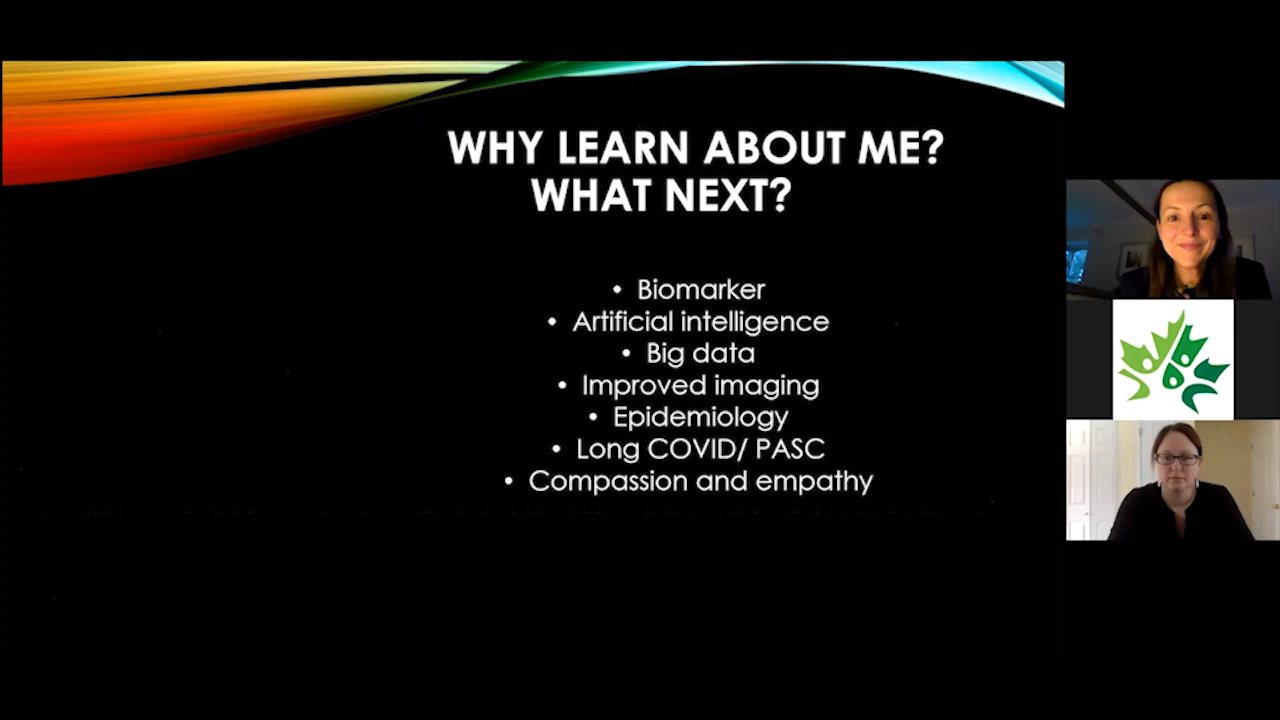 WHY LEARN ABOUT ME?
WHAT NEXT?
• Biomarker
• Artificial intelligence
• Big data
• Improved imaging
• Epidemiology
• Long COVID/ PASC
• Compassion and empathy